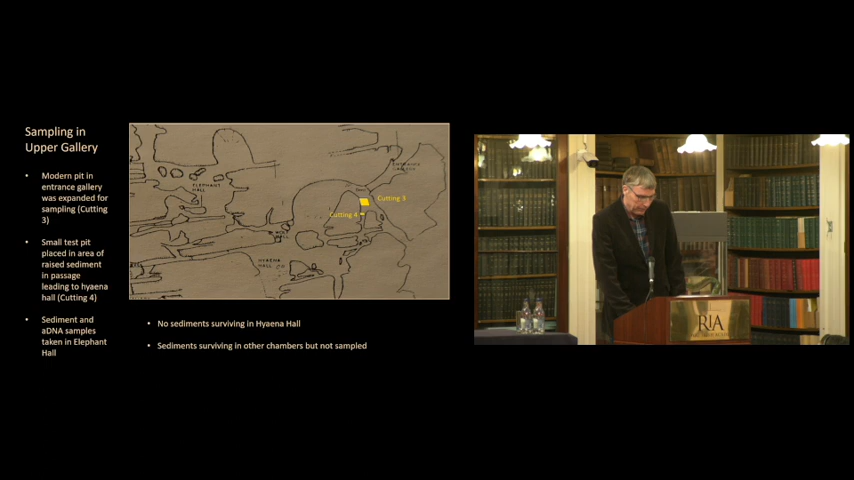 Sampling in
Upper Gallery
• Modern pit in
entrance gallery
was expanded for
sampling (Cutting
3)
• Small test pit
placed in area of
raised sediment
in passage
leading to hyaena
hall (Cutting 4)
• Sediment and
aDNA samples
taken in Elephant
Hall
ELEPHANT
HALL
ENTRANCE
Cutting 3
Cutting 4
HYAENA
HALL
• No sediments surviving in Hyaena Hall
• Sediments surviving in other chambers but not sampled
RIA